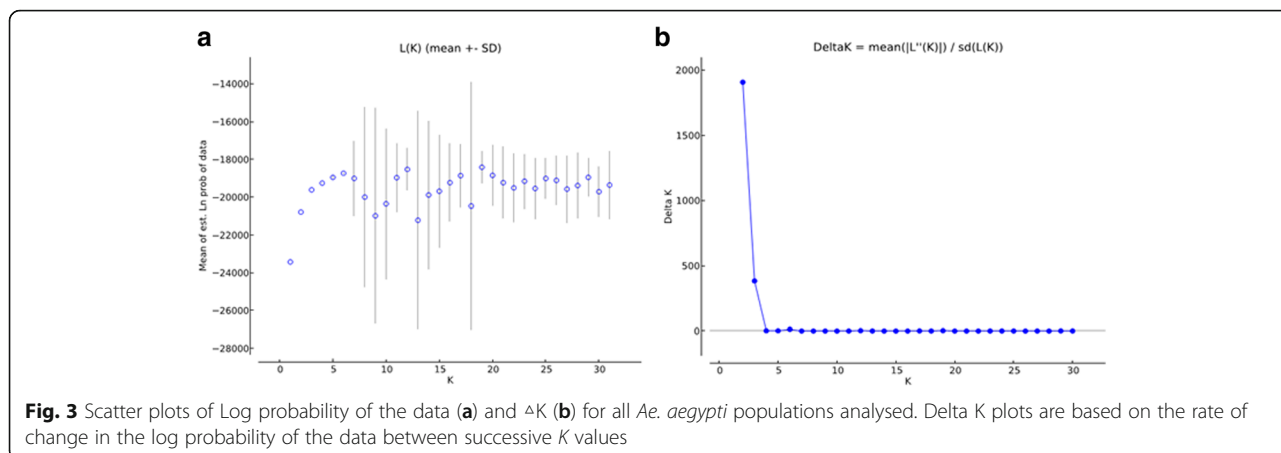 a
L(K) (mean +- SD)
−14000
−16000
−18000
−20000
−22000
−24000
−26000
−28000
Mean of est. Ln prob of data
0 5 10 15 20 25 30
K
b
DeltaK = mean(|L''(K)|) / sd(L(K))
2000
1500
1000
500
0
Delta K
0 5 10 15 20 25 30
K
Fig. 3 Scatter plots of Log probability of the data (a) and △K (b) for all Ae. aegypti populations analysed. Delta K plots are based on the rate of
change in the log probability of the data between successive K values